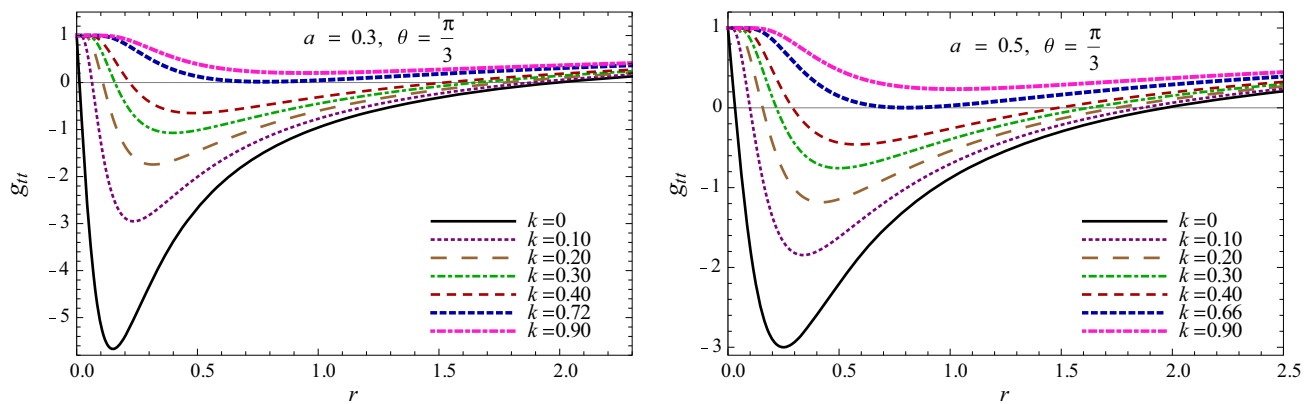 a = 0.3, θ = π/3
g_tt
1
0
-1
-2
-3
-4
-5
k=0
k=0.10
k=0.20
k=0.30
k=0.40
k=0.72
k=0.90
0.0 0.5 1.0 1.5 2.0
r
a = 0.5, θ = π/3
g_tt
1
0
-1
-2
-3
k=0
k=0.10
k=0.20
k=0.30
k=0.40
k=0.66
k=0.90
0.0 0.5 1.0 1.5 2.0 2.5
r